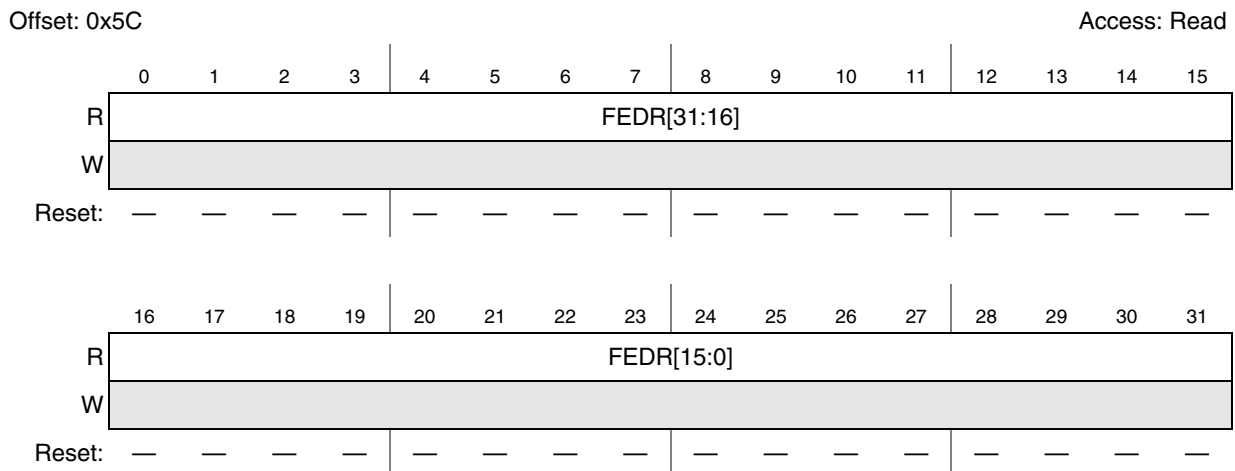 Offset: 0x5C Access: Read
0 1 2 3 4 5 6 7 8 9 10 11 12 13 14 15
R FEDR[31:16]
W
Reset: — — — — — — — — — — — — — — — —
16 17 18 19 20 21 22 23 24 25 26 27 28 29 30 31
R FEDR[15:0]
W
Reset: — — — — — — — — — — — — — — — —